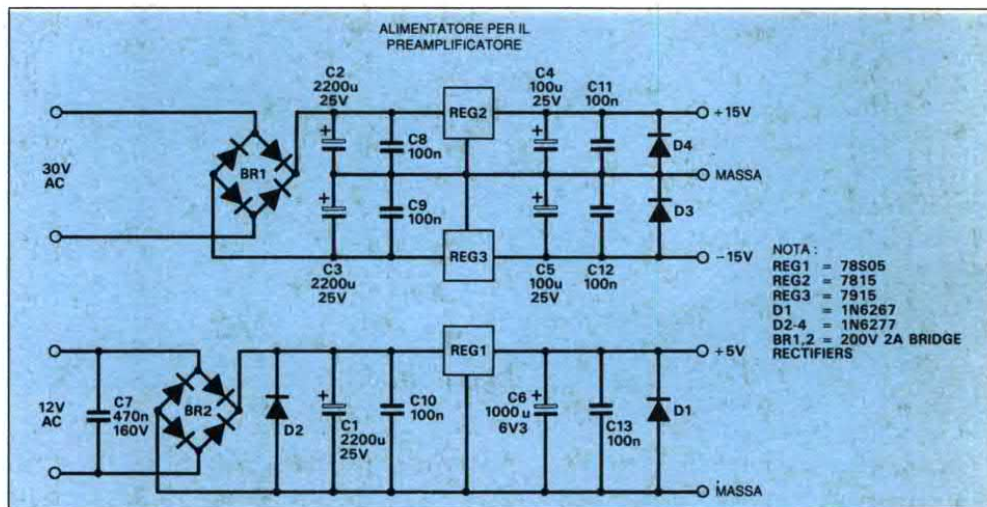 ALIMENTATORE PER IL
PREAMPLIFICATORE
C2
2200u
25V
C4
100u
25V
C11
100n
REG2
+15V
30V
AC
BR1
C8
100n
D4
MASSA
C9
100n
D3
REG3
-15V
C3
2200u
25V
C5
100u
25V
C12
100n
NOTA :
REG1 = 78S05
REG2 = 7815
REG3 = 7915
D1 = 1N6267
D2-4 = 1N6277
BR1,2 = 200V 2A BRIDGE
RECTIFIERS
REG1
+5V
12V
AC
C7
470n
160V
BR2
D2
C1
2200u
25V
C10
100n
C6
1000u
6V3
C13
100n
D1
MASSA